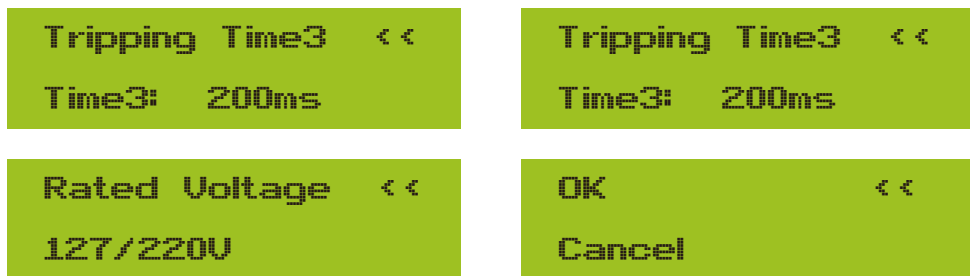 Tripping Time3 <<
Time3: 200ms
Tripping Time3 <<
Time3: 200ms
Rated Voltage <<
127/220V
OK <<
Cancel